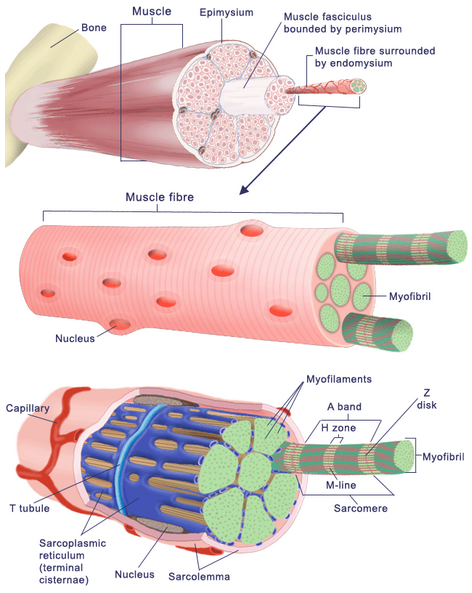 Bone
Muscle
Epimysium
Muscle fasciculus
bounded by perimysium
Muscle fibre surrounded
by endomysium
Muscle fibre
Nucleus
Myofibril
Capillary
T tubule
Sarcoplasmic
reticulum
(terminal
cisternae)
Nucleus
Sarcolemma
Myofilaments
A band
H zone
Z
disk
Myofibril
M-line
Sarcomere